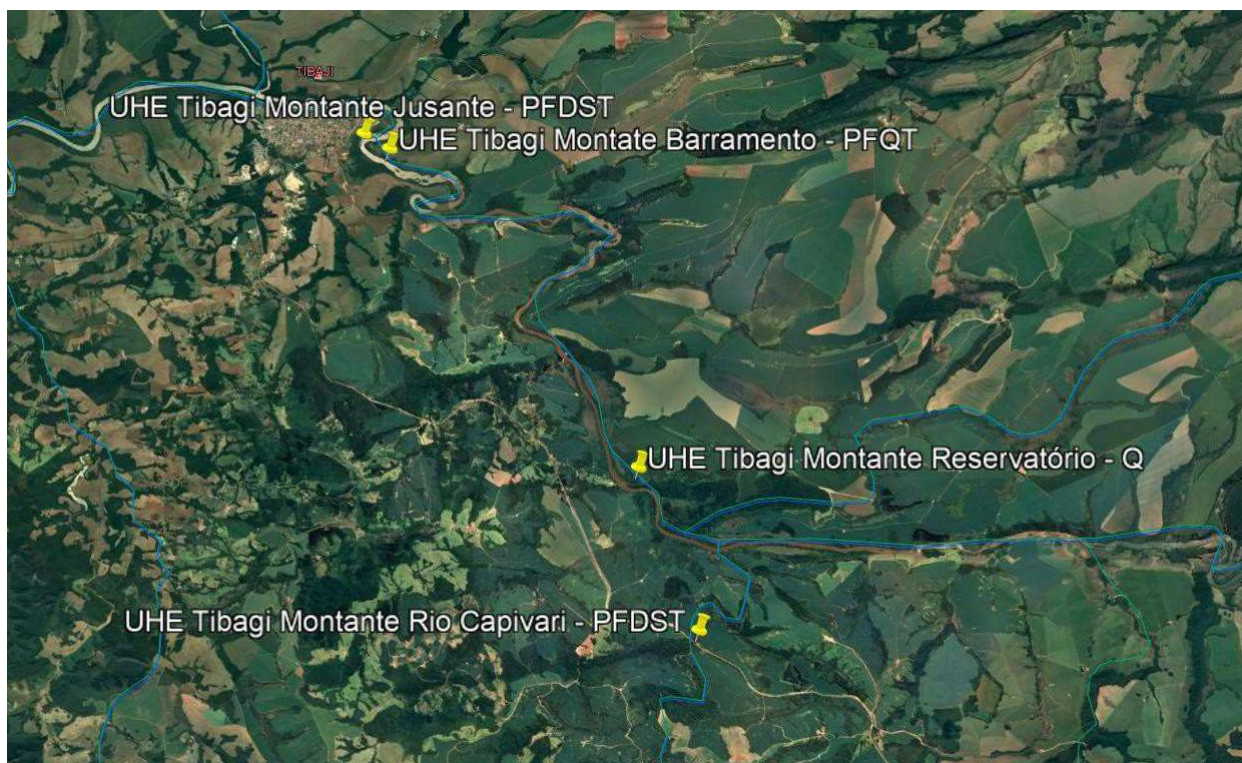 TIBAJI
UHE Tibagi Montante Jusante - PFDST
UHE Tibagi Montate Barramento - PFQT
UHE Tibagi Montante Reservatório - Q
UHE Tibagi Montante Rio Capivari - PFDST